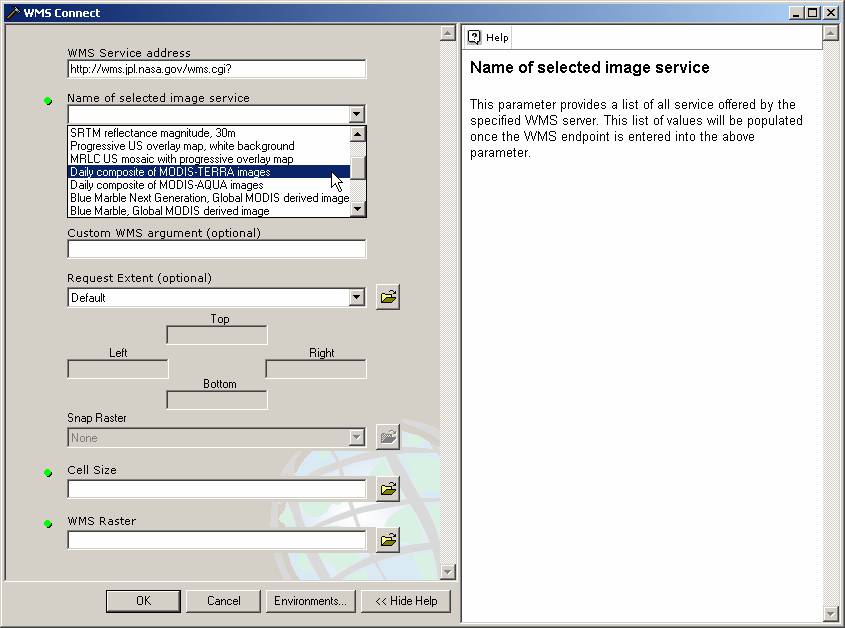 WMS Connect
WMS Service address
http://wms.jpl.nasa.gov/wms.cgi?
Name of selected image service
SRTM reflectance magnitude, 30m
Progressive US overlay map, white background
MRLC US mosaic with progressive overlay map
Daily composite of MODIS-TERRA images
Daily composite of MODIS-AQUA images
Blue Marble Next Generation, Global MODIS derived image
Blue Marble, Global MODIS derived image
Custom WMS argument (optional)
Request Extent (optional)
Default
Top
Left Right
Bottom
Snap Raster
None
Cell Size
WMS Raster
OK Cancel Environments... << Hide Help
Help
Name of selected image service
This parameter provides a list of all service offered by the
specified WMS server. This list of values will be populated
once the WMS endpoint is entered into the above
parameter.